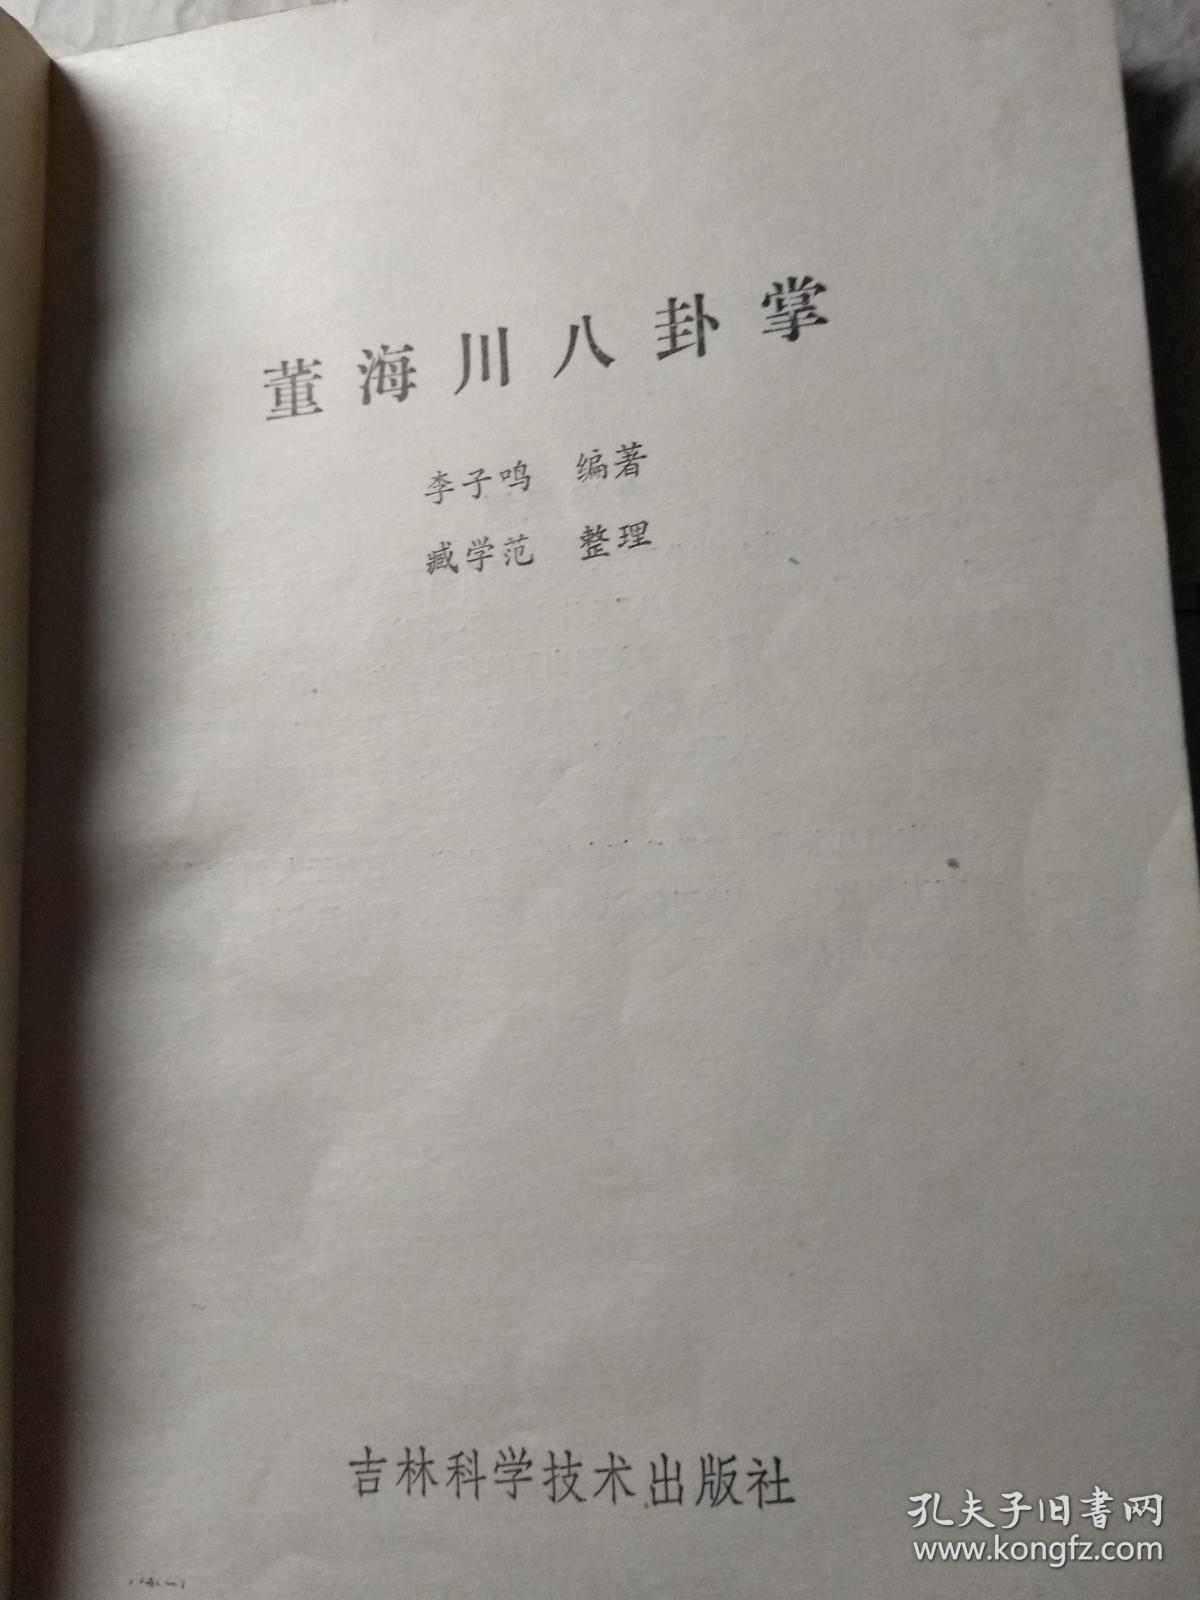 董海川八卦掌
李子鸣 编著
臧学范 整理
吉林科学技术出版社
孔夫子旧书网
www.kongfz.com